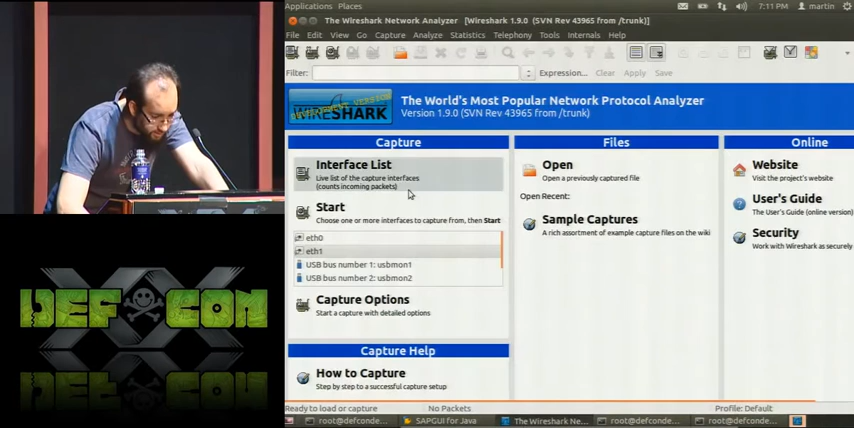 Applications Places
7:11 PM martin
The Wireshark Network Analyzer [Wireshark 1.9.0 (SVN Rev 43965 from /trunk)]
File Edit View Go Capture Analyze Statistics Telephony Tools Internals Help
Filter: Expression... Clear Apply Save
DEVELOPMENT VERSION
WIRESHARK
The World's Most Popular Network Protocol Analyzer
Version 1.9.0 (SVN Rev 43965 from /trunk)
Capture
Interface List
Live list of the capture interfaces
(counts incoming packets)
Start
Choose one or more interfaces to capture from, then Start
eth0
eth1
USB bus number 1: usbmon1
USB bus number 2: usbmon2
Capture Options
Start a capture with detailed options
Capture Help
How to Capture
Step by step to a successful capture setup
Files
Open
Open a previously captured file
Open Recent:
Sample Captures
A rich assortment of example capture files on the wiki
Online
Website
Visit the project's website
User's Guide
The User's Guide (online version)
Security
Work with Wireshark as securely
Ready to load or capture No Packets Profile: Default
root@defconde... SAPGUI for Java The Wireshark Ne... root@defconde... root@defconde...
DEF CON
XX